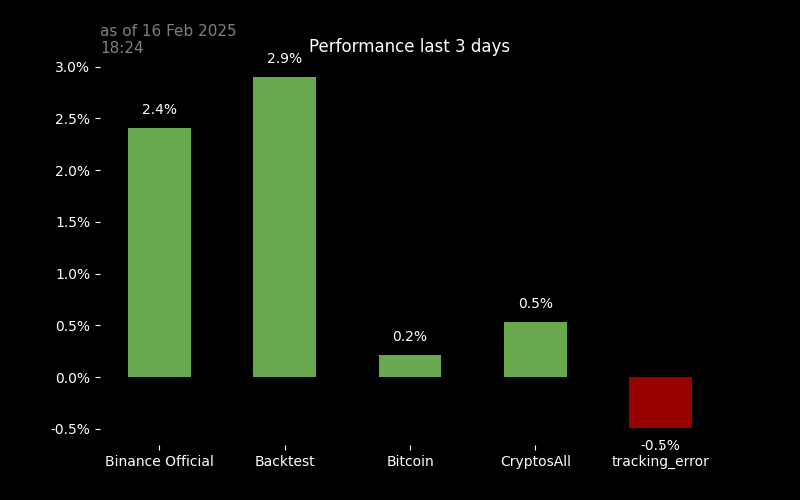 as of 16 Feb 2025
18:24
Performance last 3 days
3.0%
2.5%
2.0%
1.5%
1.0%
0.5%
0.0%
-0.5%
2.4%
2.9%
0.2%
0.5%
-0.5%
Binance Official
Backtest
Bitcoin
CryptosAll
tracking_error